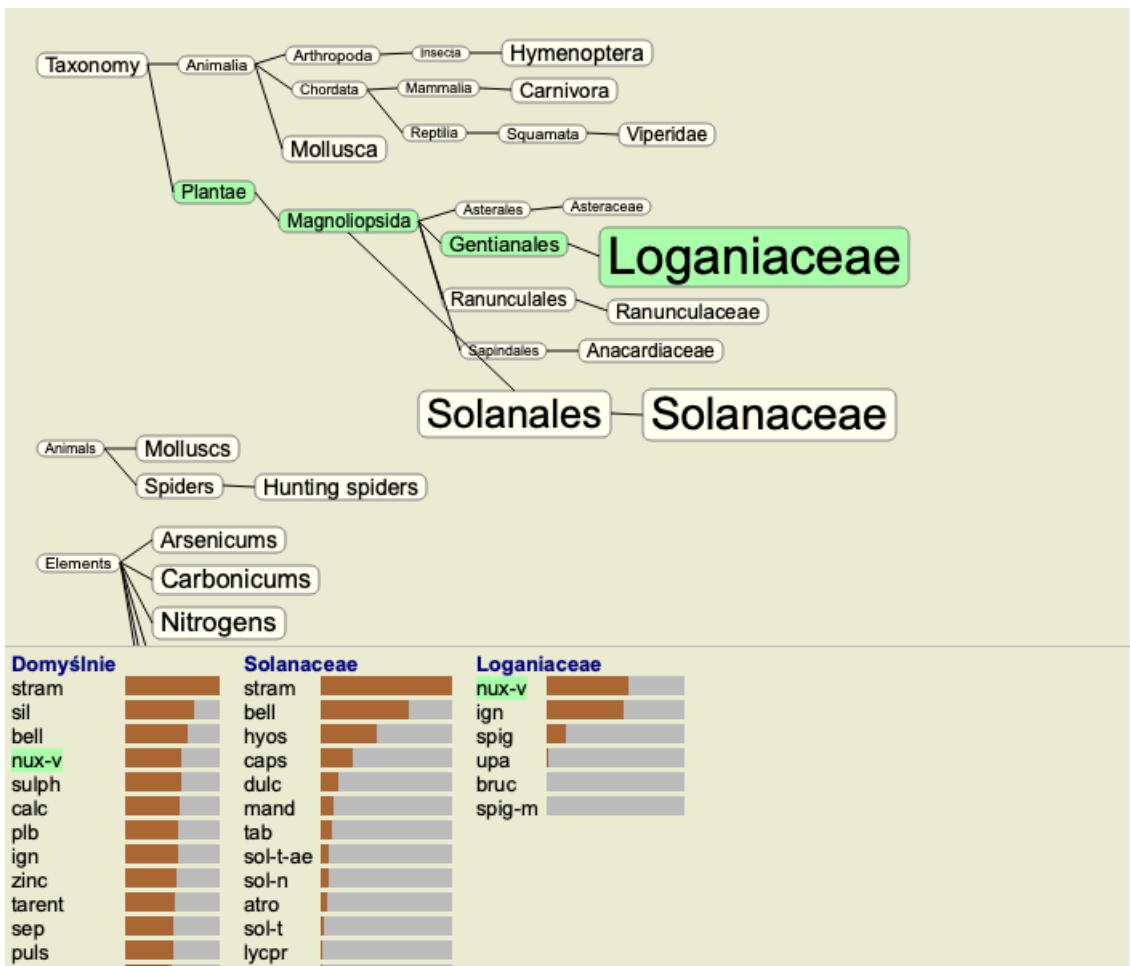 Taxonomy
Animalia
Arthropoda
Insecta
Hymenoptera
Chordata
Mammalia
Carnivora
Reptilia
Squamata
Viperidae
Mollusca
Plantae
Magnoliopsida
Asterales
Asteraceae
Gentianales
Loganiaceae
Ranunculales
Ranunculaceae
Sapindales
Anacardiaceae
Solanales
Solanaceae
Animals
Molluscs
Spiders
Hunting spiders
Elements
Arsenicums
Carbonicums
Nitrogens
Domyślnie
stram
sil
bell
nux-v
sulph
calc
plb
ign
zinc
tarent
sep
puls
Solanaceae
stram
bell
hyos
caps
dulc
mand
tab
sol-t-ae
sol-n
atro
sol-t
lycpr
Loganiaceae
nux-v
ign
spig
upa
bruc
spig-m